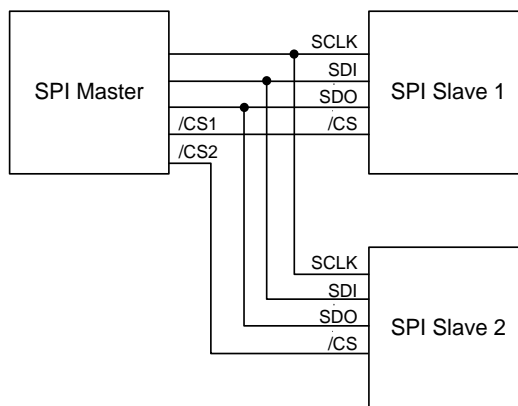 SCLK
SDI
SPI Master
SDO
SPI Slave 1
/CS1
/CS
/CS2
SCLK
SDI
SDO
SPI Slave 2
/CS